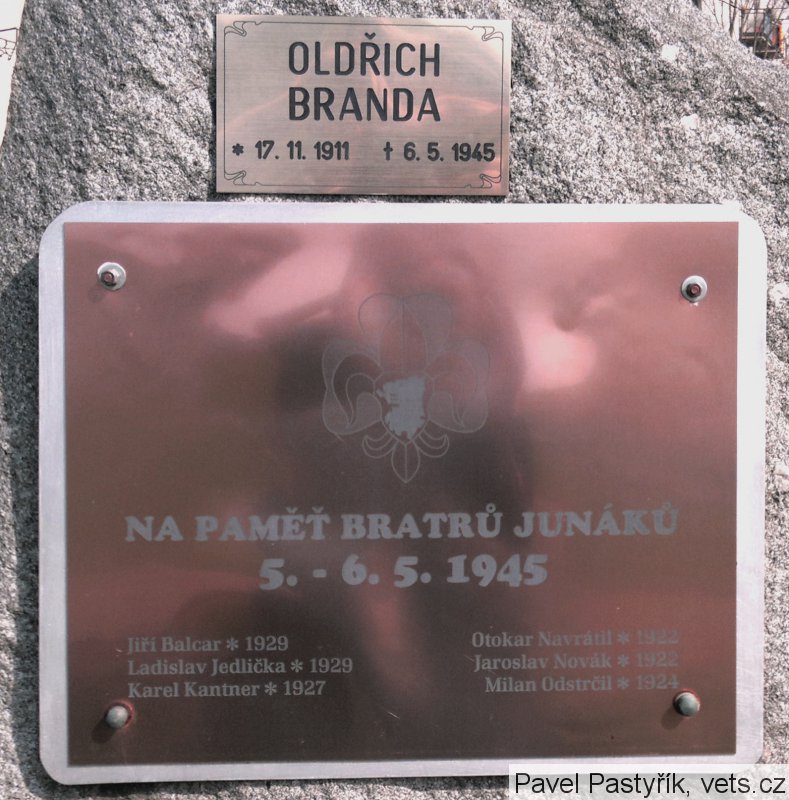 OLDŘICH
BRANDA
* 17. 11. 1911 † 6. 5. 1945
NA PAMĚŤ BRATRŮ JUNÁKŮ
5. - 6. 5. 1945
Jiří Balcar * 1929
Ladislav Jedlička * 1929
Karel Kantner * 1927
Otokar Navrátil * 1922
Jaroslav Novák * 1922
Milan Odstrčil * 1924
Pavel Pastyřík, vets.cz